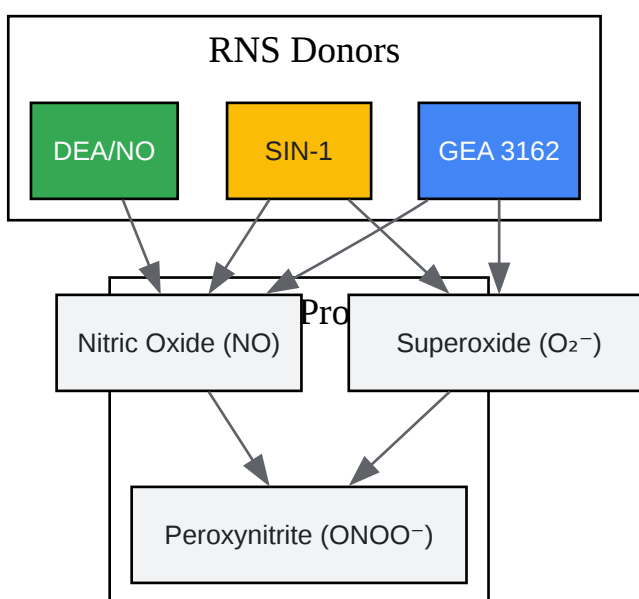 RNS Donors
DEA/NO
SIN-1
GEA 3162
Nitric Oxide (NO)
Superoxide (O₂⁻)
Peroxynitrite (ONOO⁻)